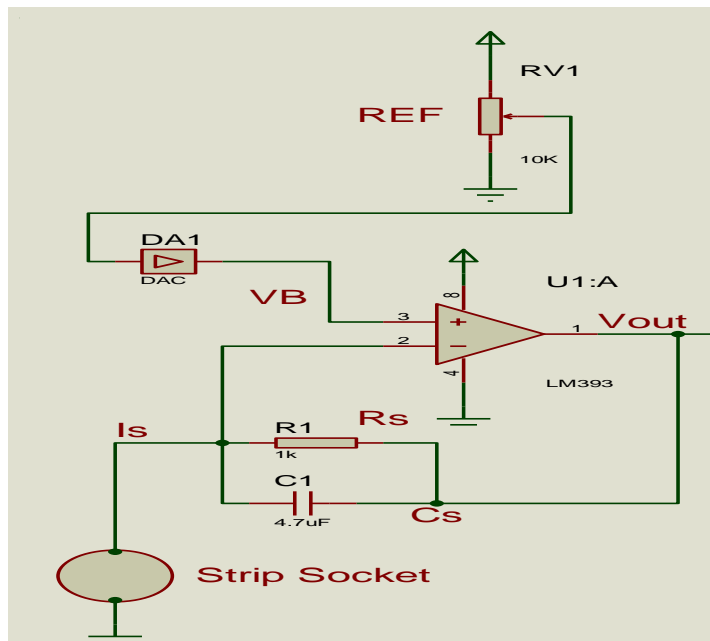 RV1
REF
10K
DA1
DAC
VB
U1:A
8
3
2
1
Vout
4
LM393
Is
R1
Rs
1k
C1
4.7uF
Cs
Strip Socket